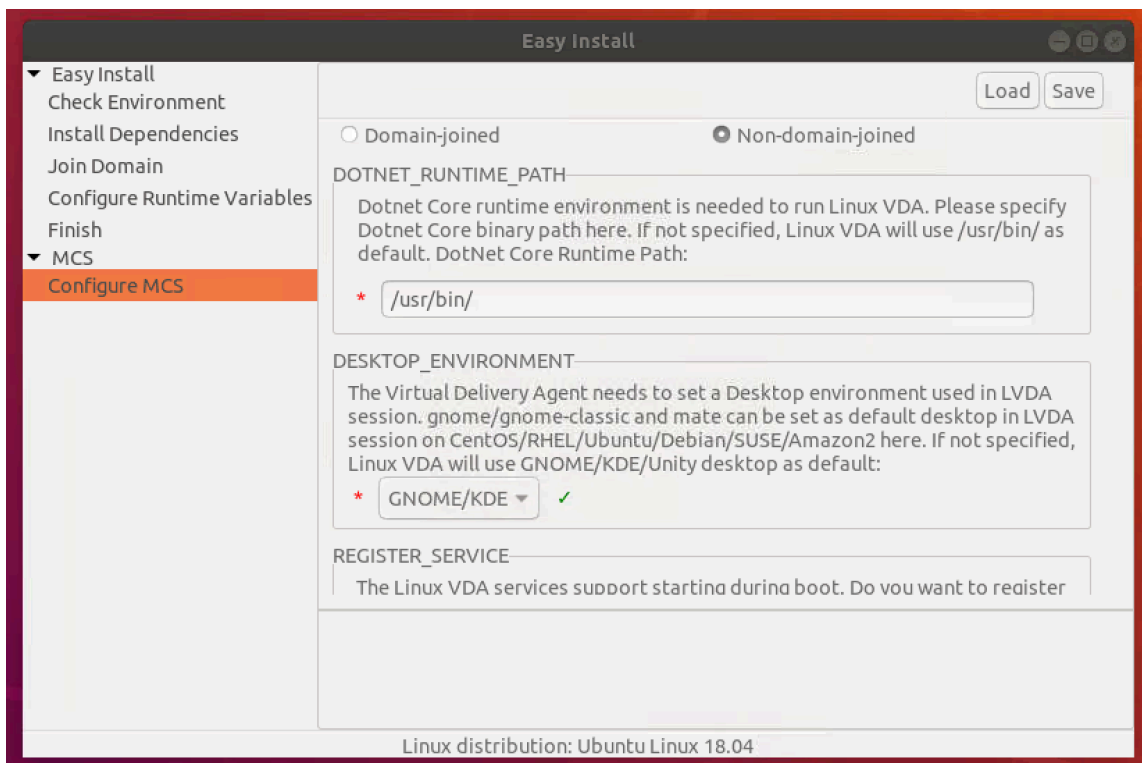 Easy Install
Easy Install
Check Environment
Install Dependencies
Join Domain
Configure Runtime Variables
Finish
MCS
Configure MCS
Load Save
Domain-joined Non-domain-joined
DOTNET_RUNTIME_PATH
Dotnet Core runtime environment is needed to run Linux VDA. Please specify
Dotnet Core binary path here. If not specified, Linux VDA will use /usr/bin/ as
default. DotNet Core Runtime Path:
* /usr/bin/
DESKTOP_ENVIRONMENT
The Virtual Delivery Agent needs to set a Desktop environment used in LVDA
session. gnome/gnome-classic and mate can be set as default desktop in LVDA
session on CentOS/RHEL/Ubuntu/Debian/SUSE/Amazon2 here. If not specified,
Linux VDA will use GNOME/KDE/Unity desktop as default:
* GNOME/KDE ✓
REGISTER_SERVICE
The Linux VDA services support starting during boot. Do you want to register
Linux distribution: Ubuntu Linux 18.04